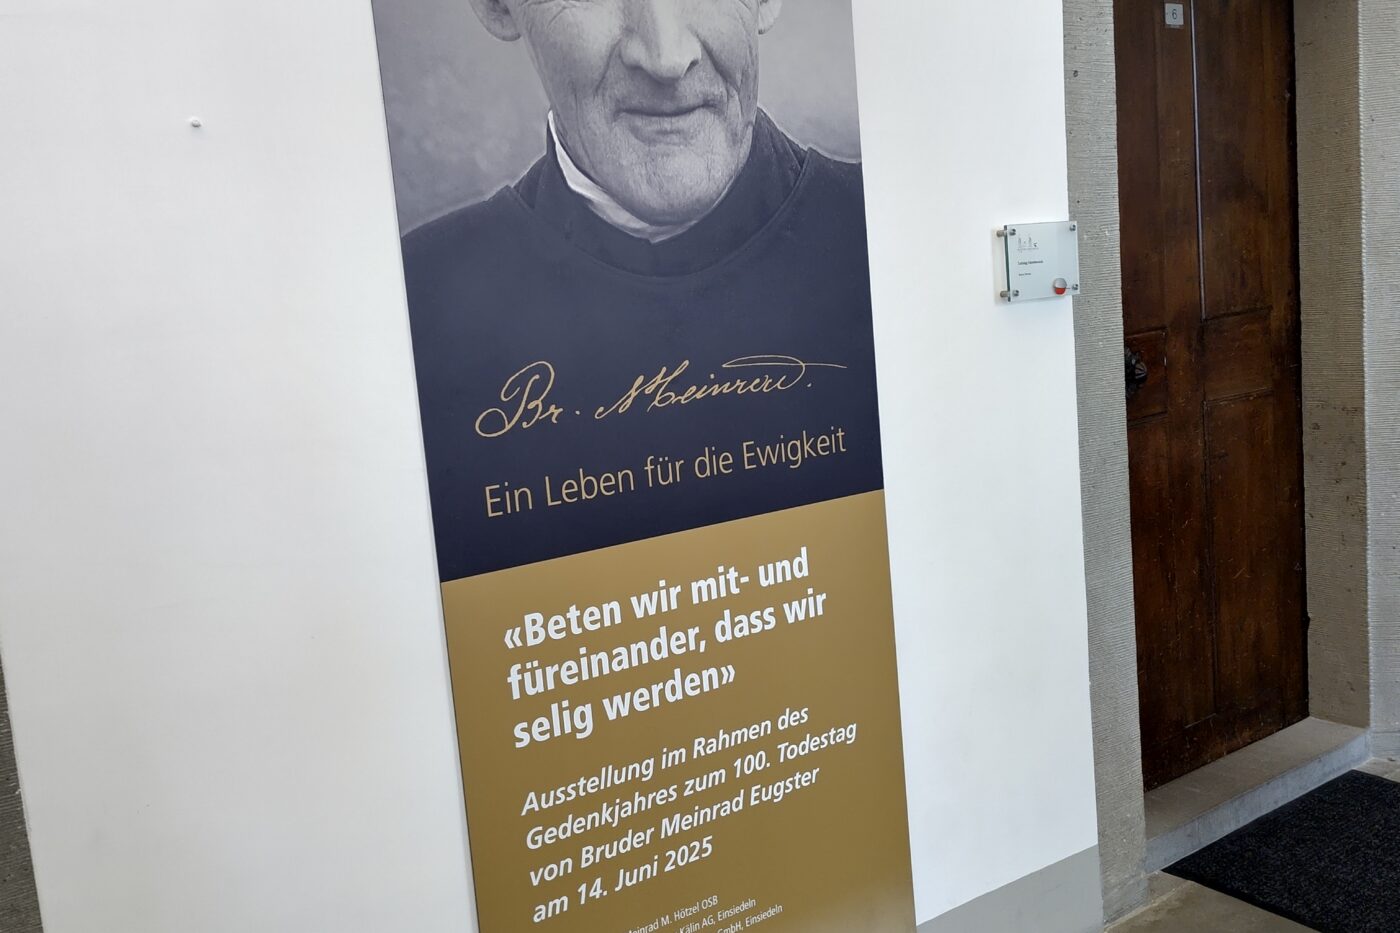 6
Br. Meinrad.
Ein Leben für die Ewigkeit
«Beten wir mit- und
füreinander, dass wir
selig werden»
Ausstellung im Rahmen des
Gedenkjahres zum 100. Todestag
von Bruder Meinrad Eugster
am 14. Juni 2025
einrad M. Hötzel OSB
Kälin AG, Einsiedeln
GmbH, Einsiedeln